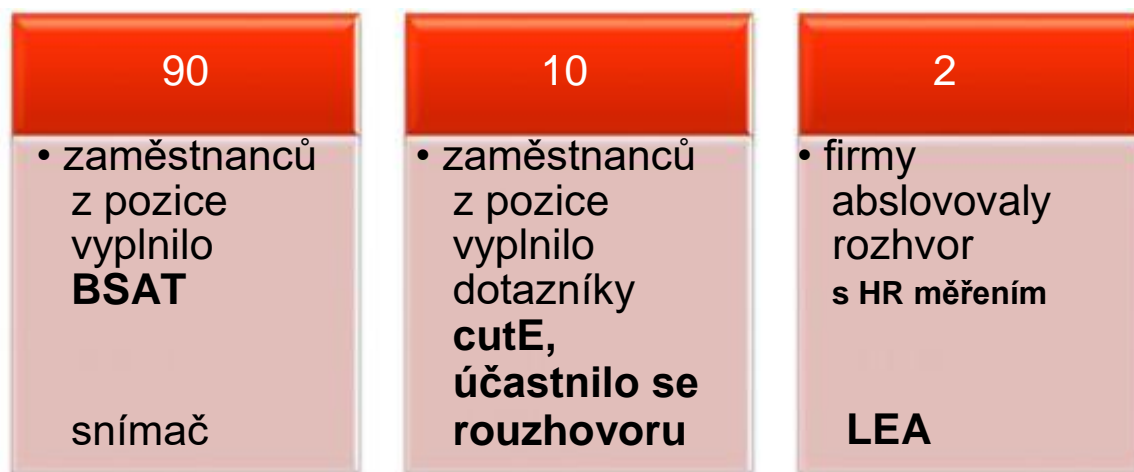 90
• zaměstnanců
z pozice
vyplnilo
BSAT
snímač
10
• zaměstnanců
z pozice
vyplnilo
dotazníky
cutE,
účastnilo se
rouzhovoru
2
• firmy
abslovovaly
rozhvor
s HR měřením
LEA